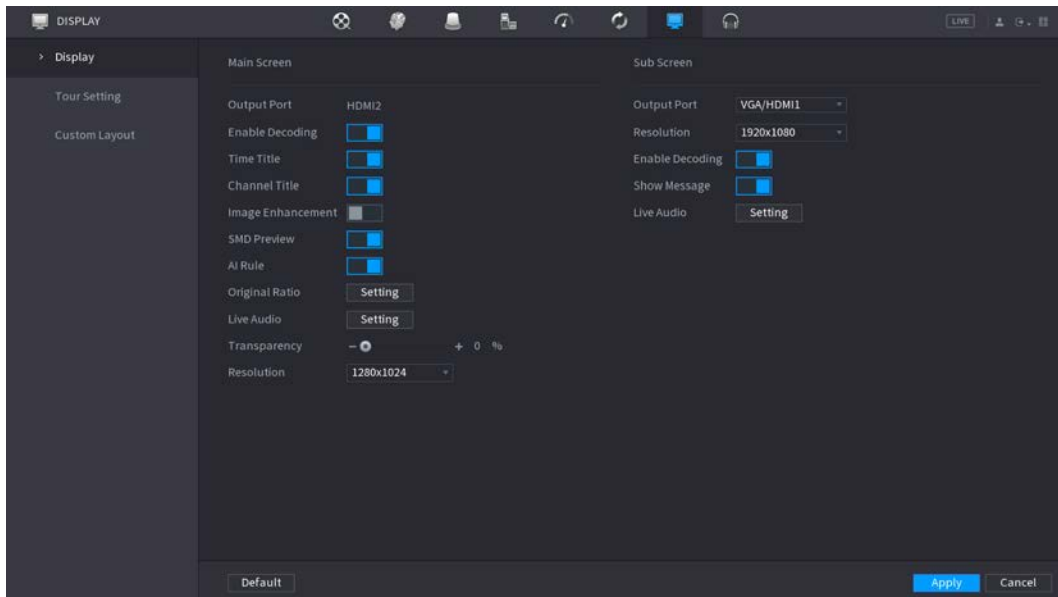 DISPLAY
LIVE
Display
Tour Setting
Custom Layout
Main Screen
Output Port HDMI2
Enable Decoding
Time Title
Channel Title
Image Enhancement
SMD Preview
AI Rule
Original Ratio Setting
Live Audio Setting
Transparency - + 0 %
Resolution 1280x1024
Sub Screen
Output Port VGA/HDMI1
Resolution 1920x1080
Enable Decoding
Show Message
Live Audio Setting
Default
Apply Cancel